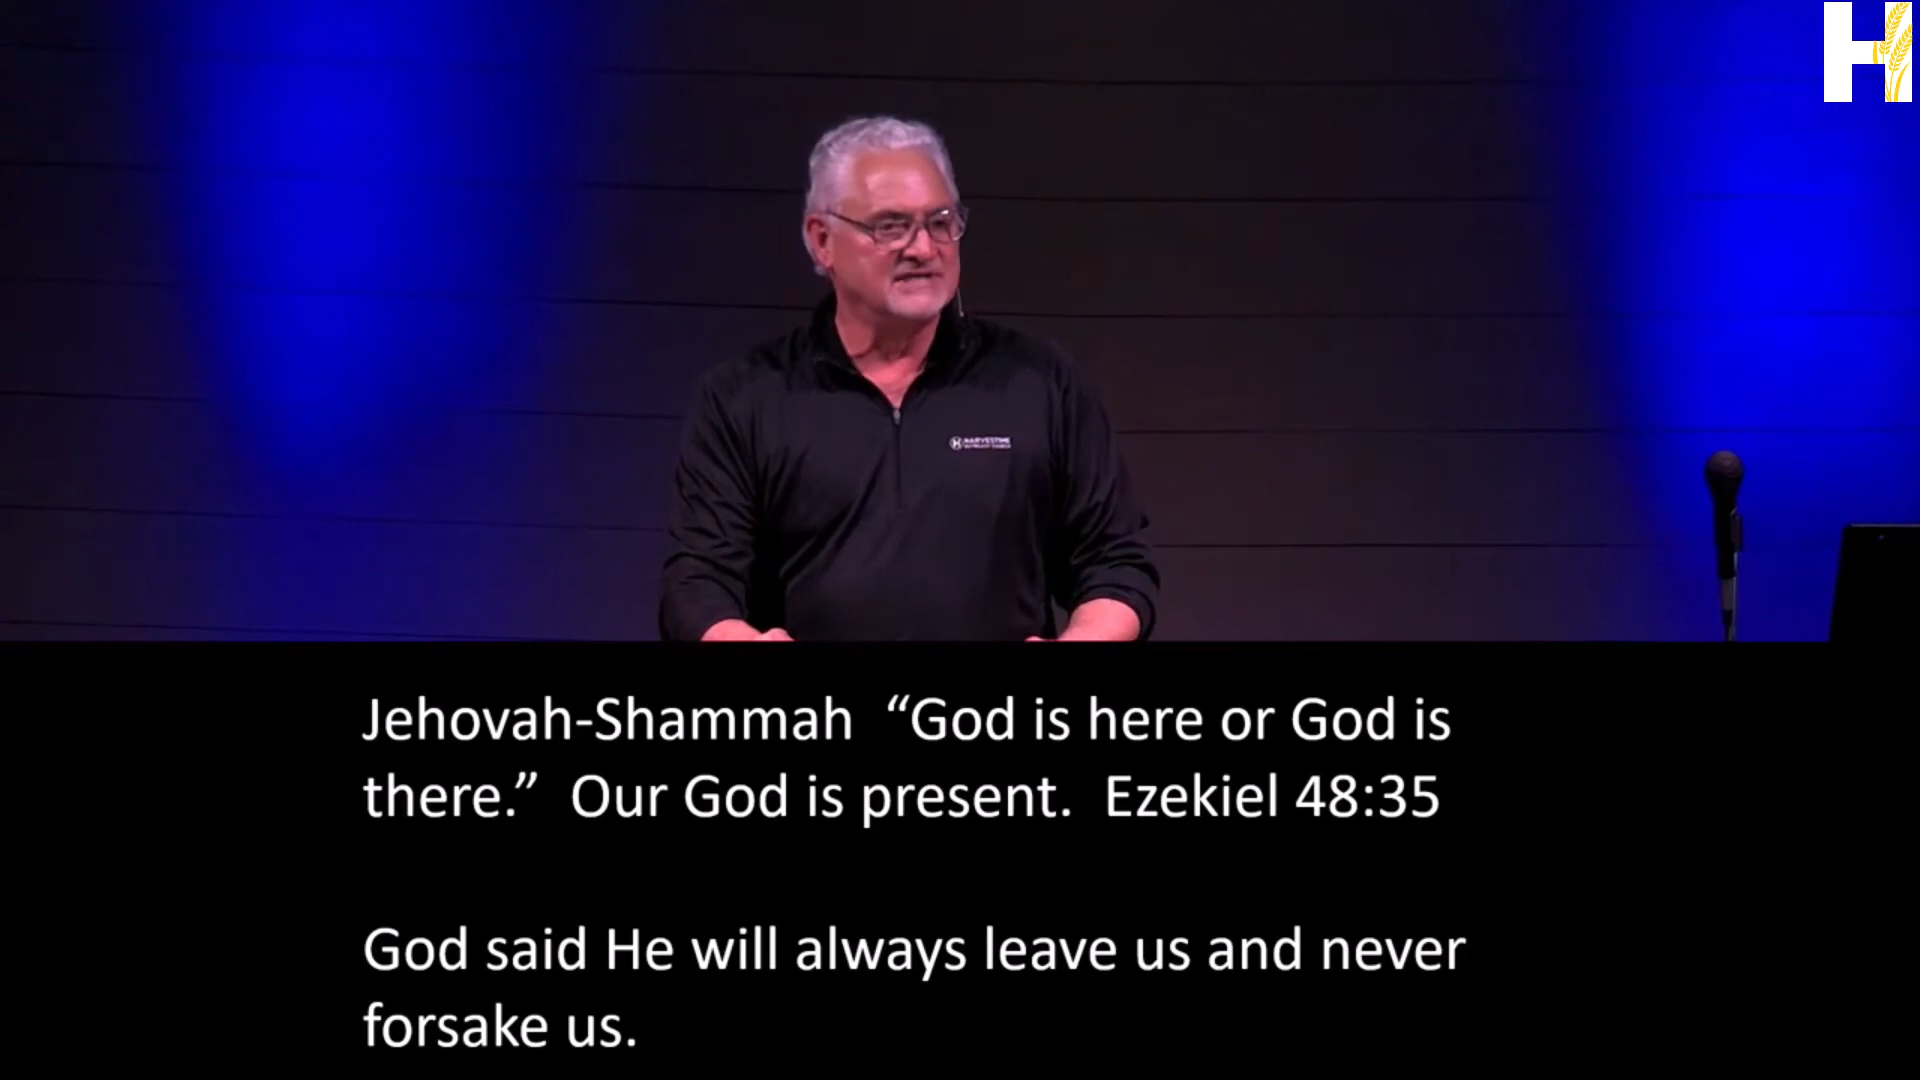 H
HARVESTIME
Jehovah-Shammah “God is here or God is
there.” Our God is present. Ezekiel 48:35
God said He will always leave us and never
forsake us.